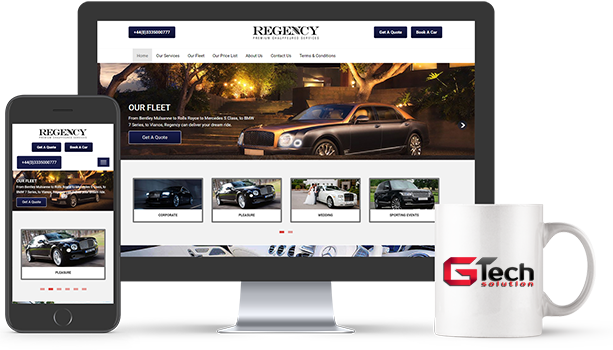 +44(0)3335000777
REGENCY
PREMIUM CHAUFFEURED SERVICES
Get A Quote
Book A Car
Home
Our Services
Our Fleet
Our Price List
About Us
Contact Us
Terms & Conditions
OUR FLEET
From Bentley Mulsanne to Rolls Royce to Mercedes S Class, to BMW
7 Series, to Vianos, Regency can deliver your dream ride.
Get A Quote
CORPORATE
PLEASURE
WEDDING
SPORTING EVENTS
REGENCY
PREMIUM CHAUFFEURED SERVICES
Get A Quote
Book A Car
+44(0)3335000777
OUR FLEET
From Bentley Mulsanne to Rolls Royce to Mercedes S Class, to
BMW 7 Series, to Vianos, Regency can deliver your dream ride.
Get A Quote
PLEASURE
GTech
solution